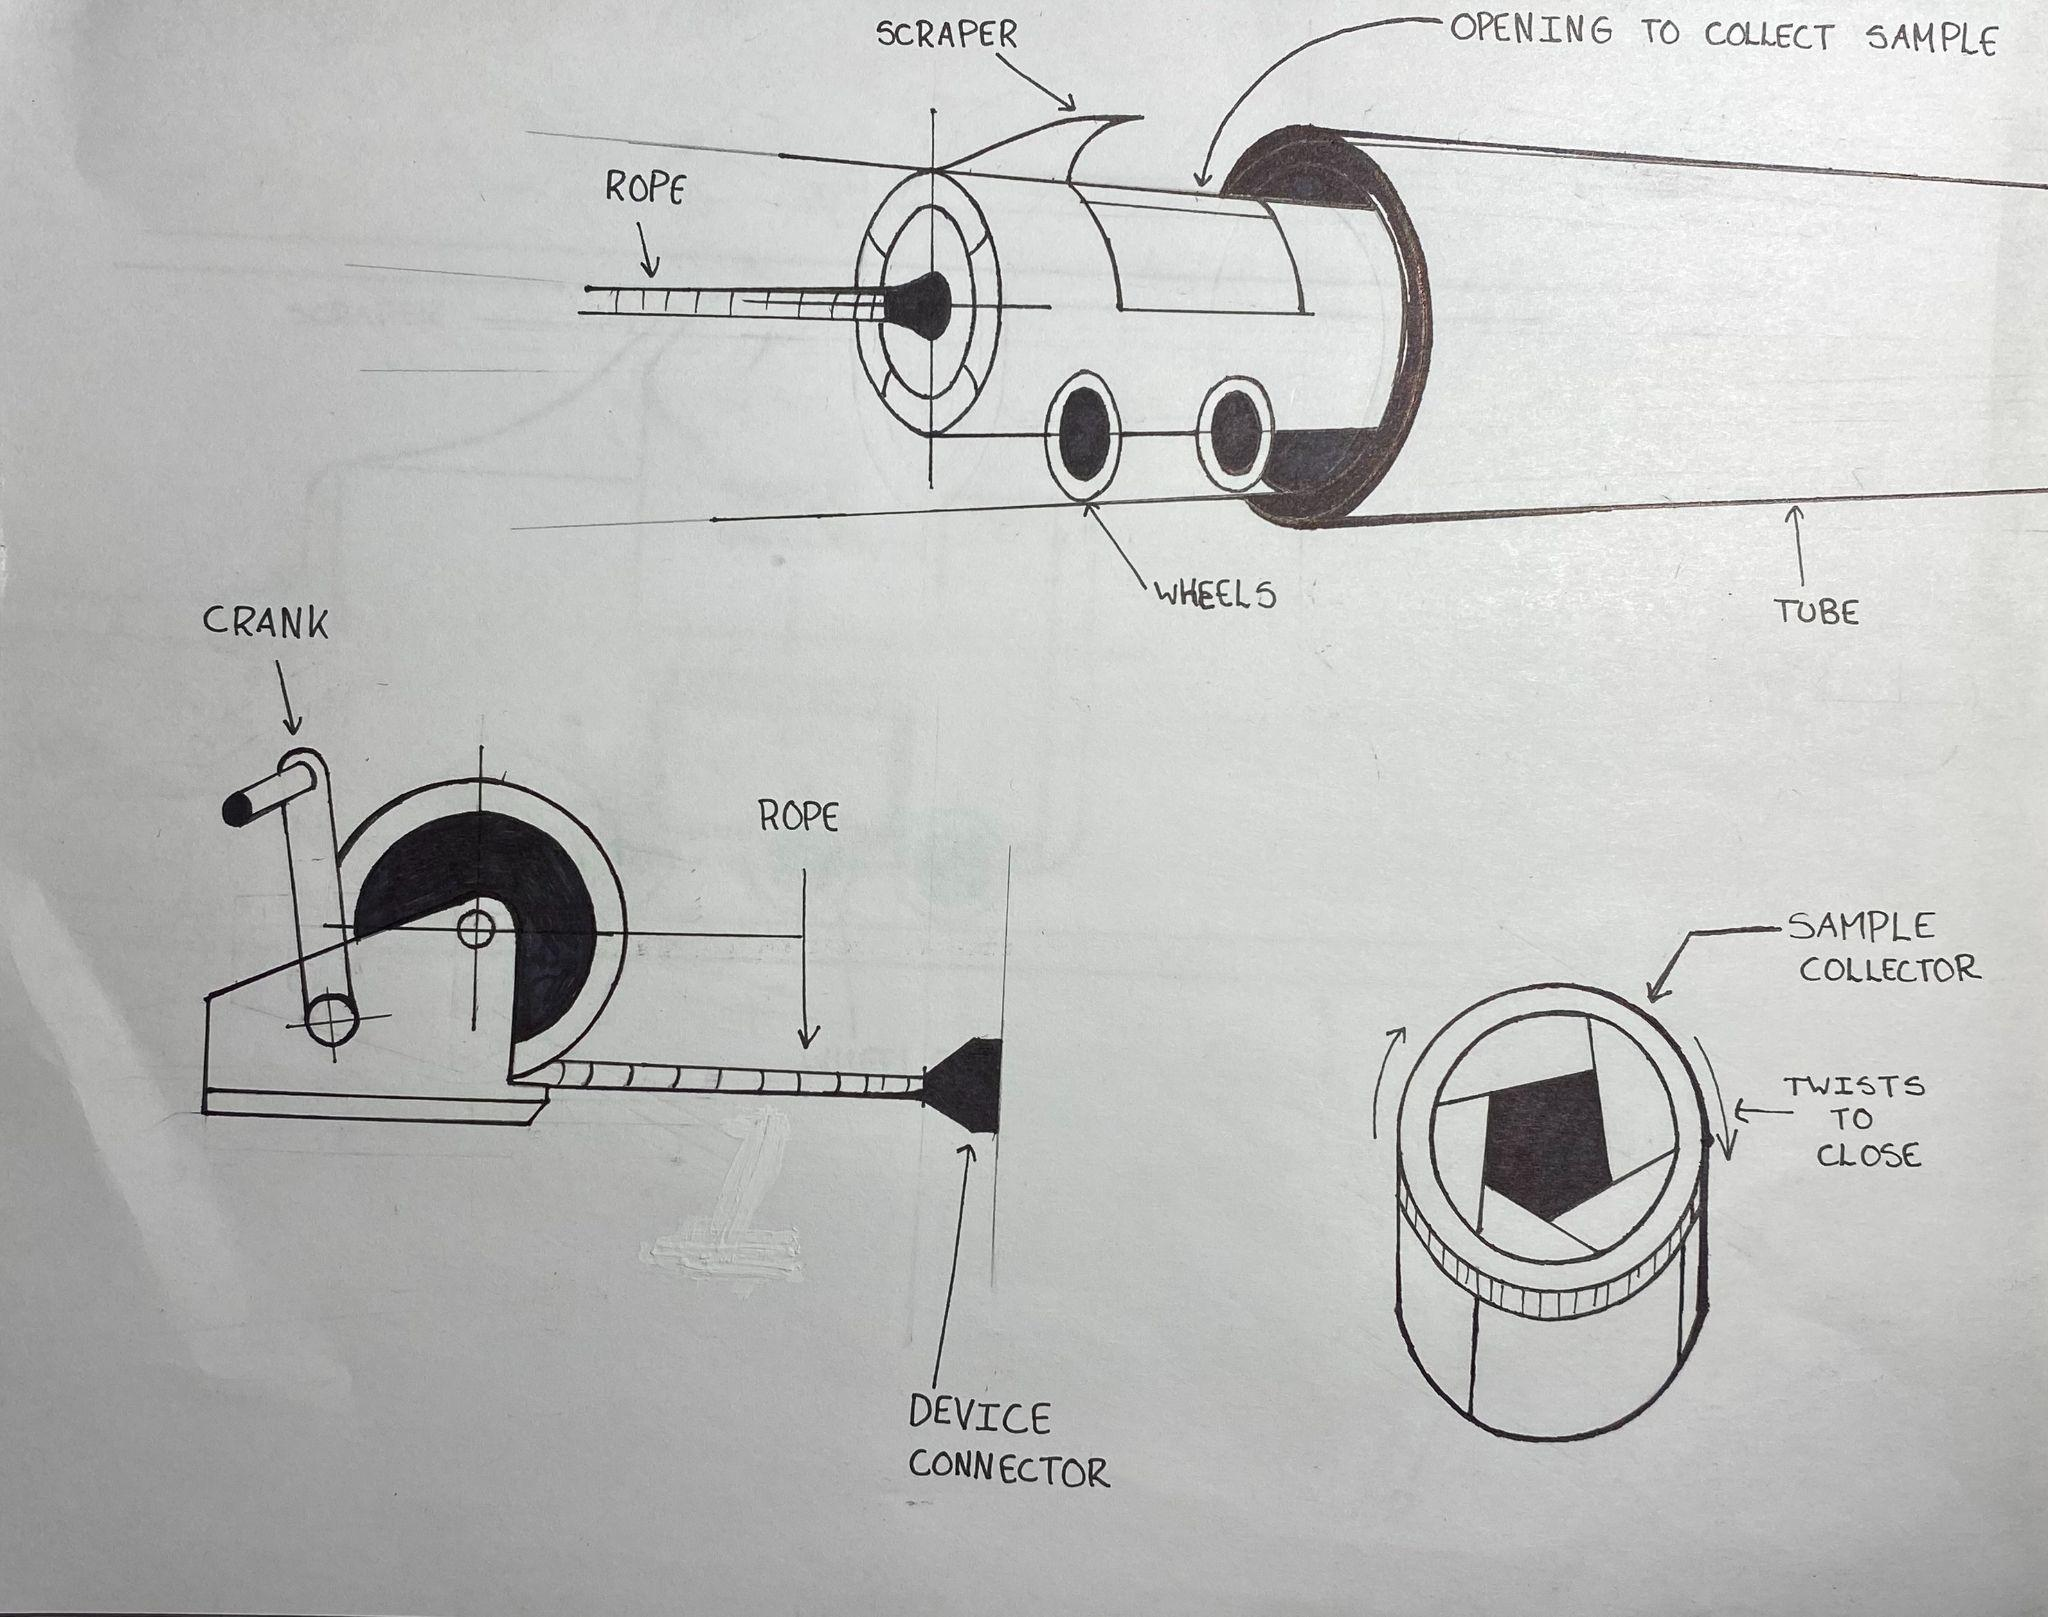 SCRAPER
OPENING TO COLLECT SAMPLE
ROPE
WHEELS
TUBE
CRANK
ROPE
SAMPLE
COLLECTOR
TWISTS
TO
CLOSE
DEVICE
CONNECTOR